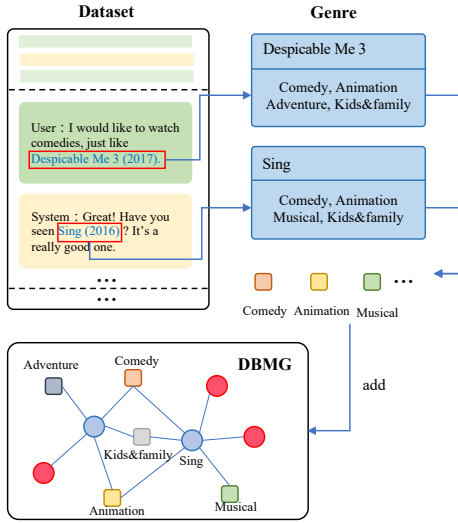 Dataset
Genre
User：I would like to watch
comedies, just like
Despicable Me 3 (2017).
System：Great! Have you
seen Sing (2016) ? It's a
really good one.
...
...
Despicable Me 3
Comedy, Animation
Adventure, Kids&family
Sing
Comedy, Animation
Musical, Kids&family
...
Comedy
Animation
Musical
add
DBMG
Adventure
Comedy
Kids&family
Sing
Animation
Musical